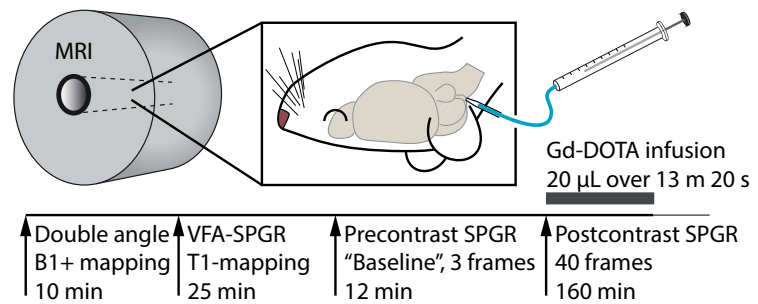 MRI
Gd-DOTA infusion
20 µL over 13 m 20 s
Double angle
B1+ mapping
10 min
VFA-SPGR
T1-mapping
25 min
Precontrast SPGR
“Baseline”, 3 frames
12 min
Postcontrast SPGR
40 frames
160 min